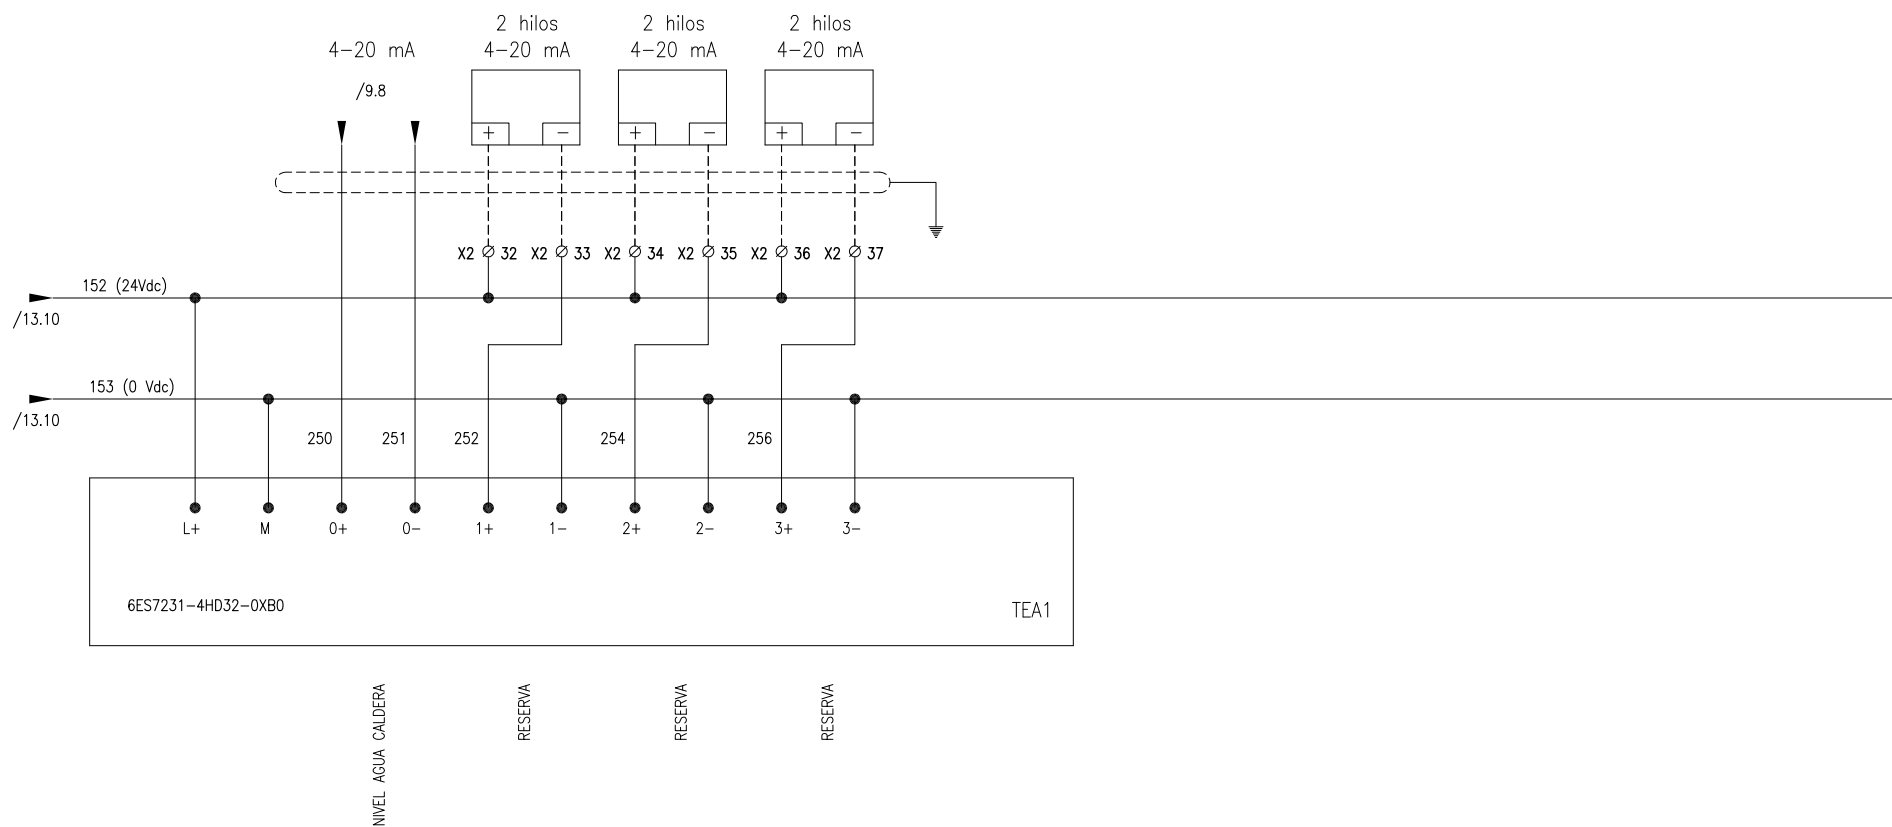 2 hilos
2 hilos
2 hilos
4-20 mA
4-20 mA
4-20 mA
4-20 mA
/9.8
+
-
+
-
+
-
X2 32
X2 33
X2 34
X2 35
X2 36
X2 37
152 (24Vdc)
/13.10
153 (0 Vdc)
/13.10
250
251
252
254
256
L+
M
0+
0-
1+
1-
2+
2-
3+
3-
6ES7231-4HD32-0XB0
TEA1
NIVEL AGUA CALDERA
RESERVA
RESERVA
RESERVA